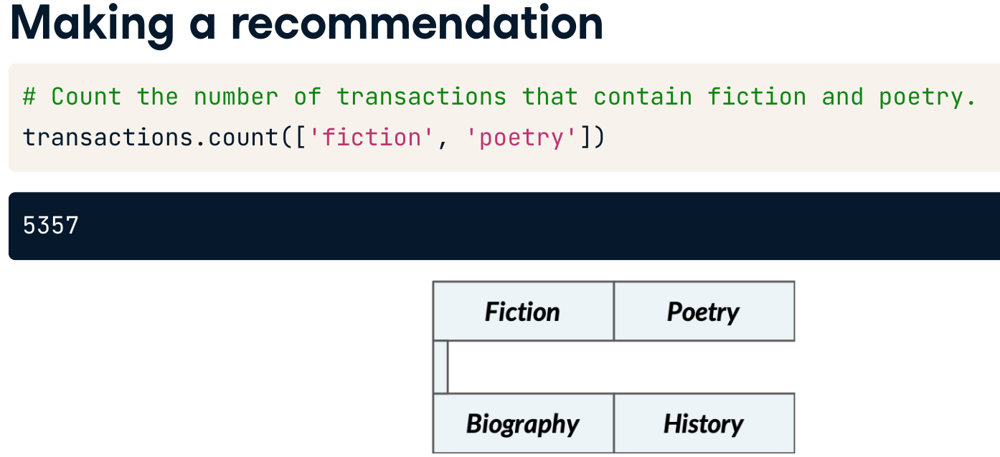 Making a recommendation
# Count the number of transactions that contain fiction and poetry.
transactions.count(['fiction', 'poetry'])
5357
Fiction Poetry
Biography History